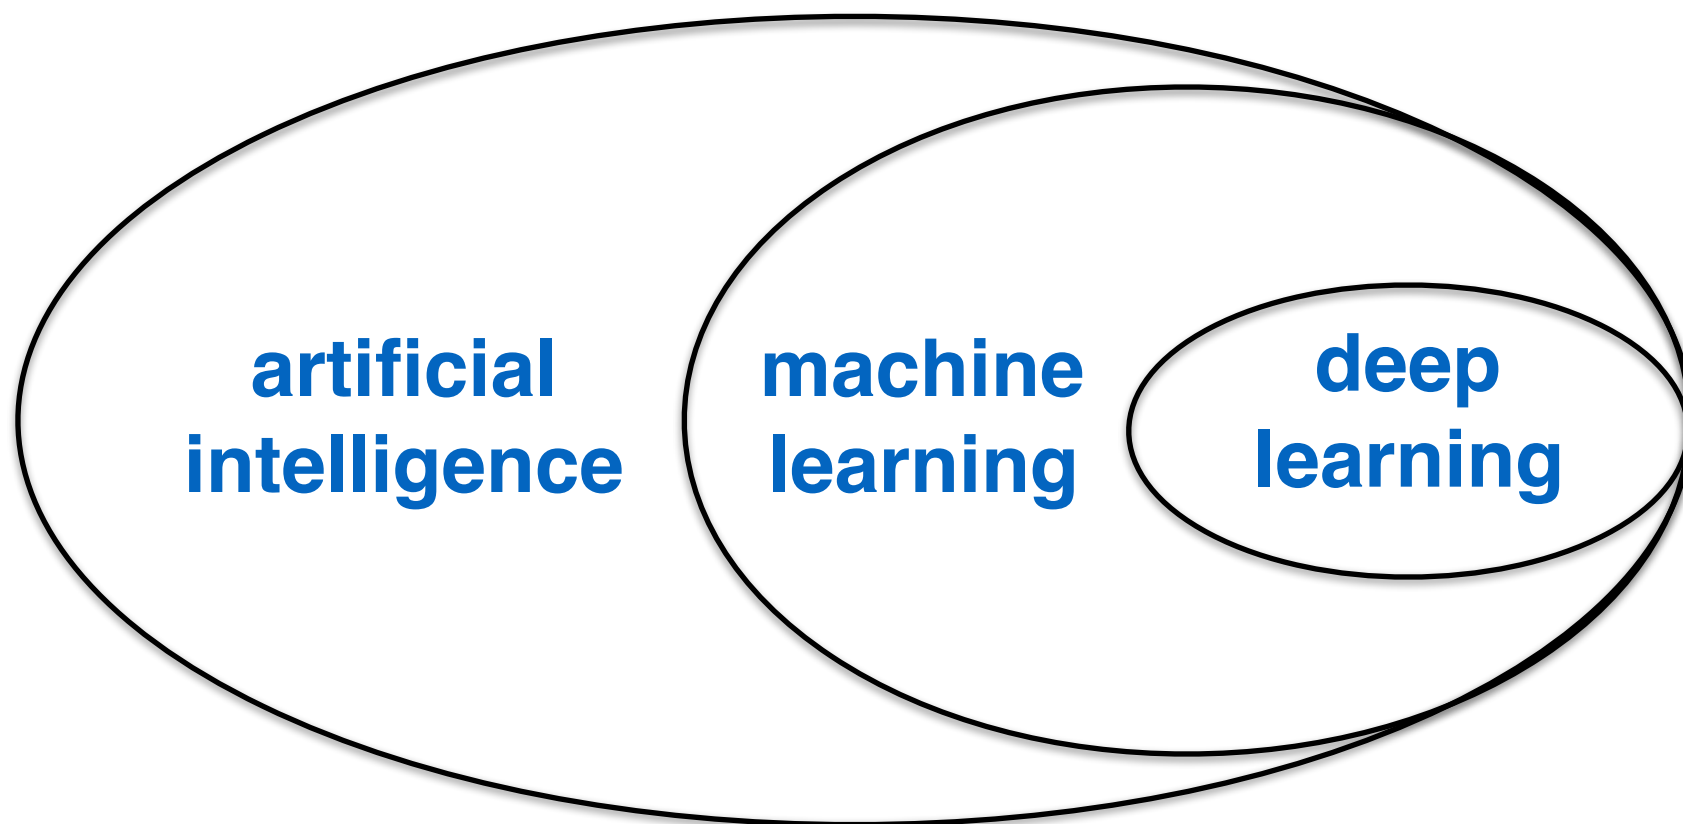 artificial
intelligence
machine
learning
deep
learning